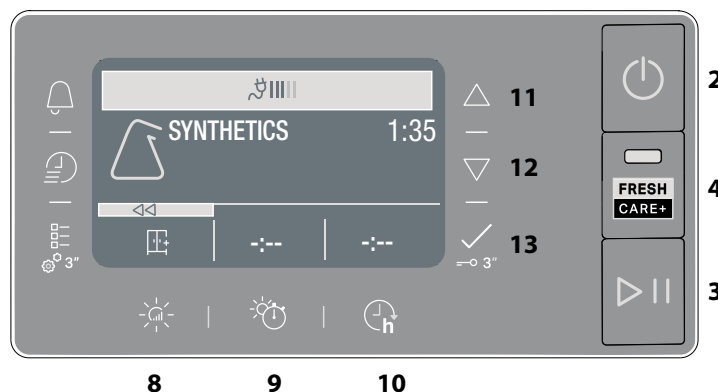 2
11
SYNTHETICS 1:35
12
FRESH
CARE+
4
-:-- -:--
3"
3"
13
3
h
8 9 10